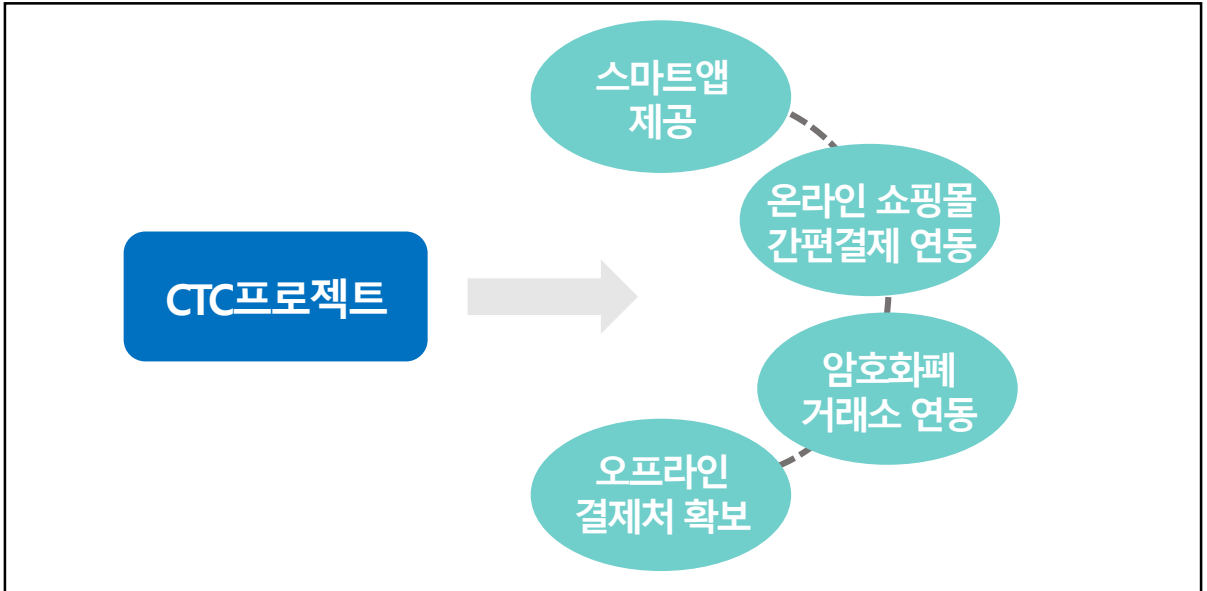 CTC프로젝트
스마트앱
제공
온라인 쇼핑몰
간편결제 연동
암호화폐
거래소 연동
오프라인
결제처 확보